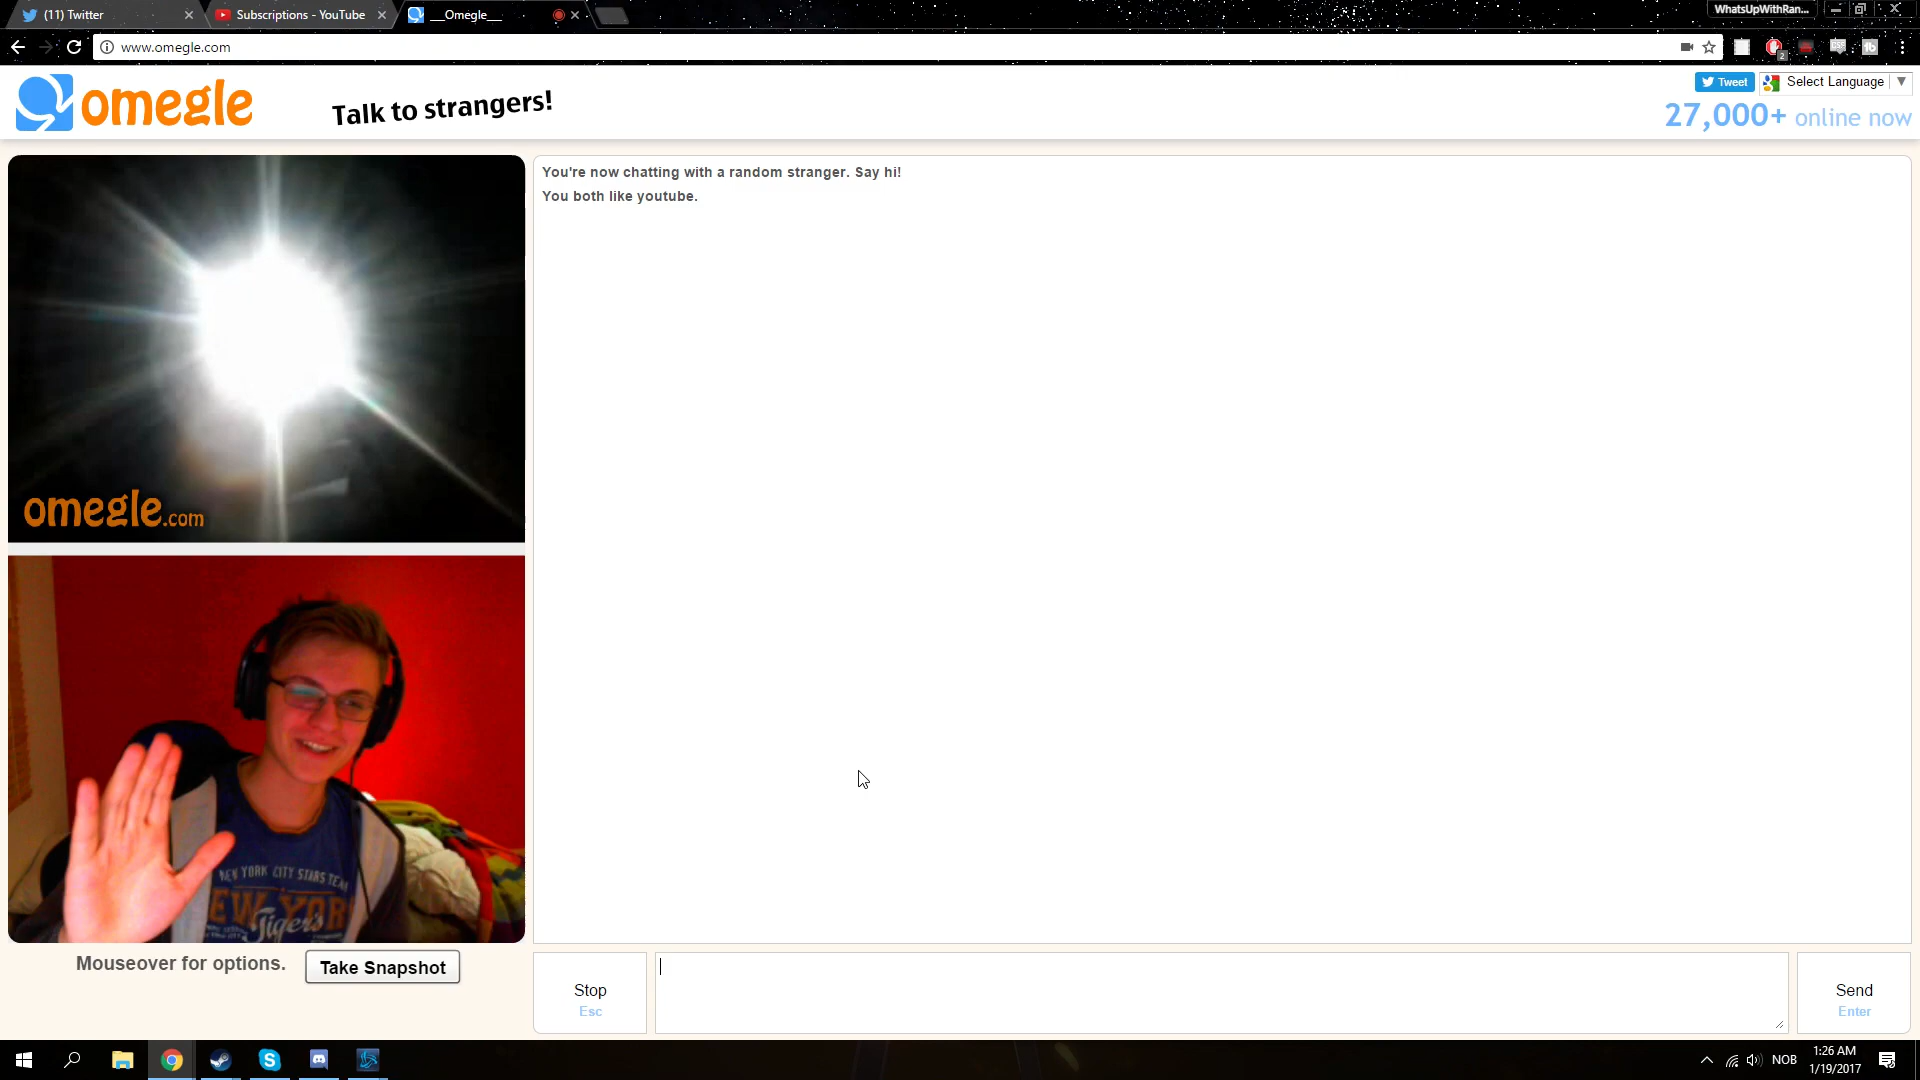 (11) Twitter
Subscriptions - YouTube
__Omegle__
WhatsUpWithRan...
www.omegle.com
2
omegle
Talk to strangers!
Tweet
Select Language
27,000+ online now
You're now chatting with a random stranger. Say hi!
You both like youtube.
omegle.com
NEW YORK CITY STARS TEAM
NEW YORK
Tigers
Mouseover for options.
Take Snapshot
Stop
Esc
Send
Enter
NOB
1:26 AM
1/19/2017